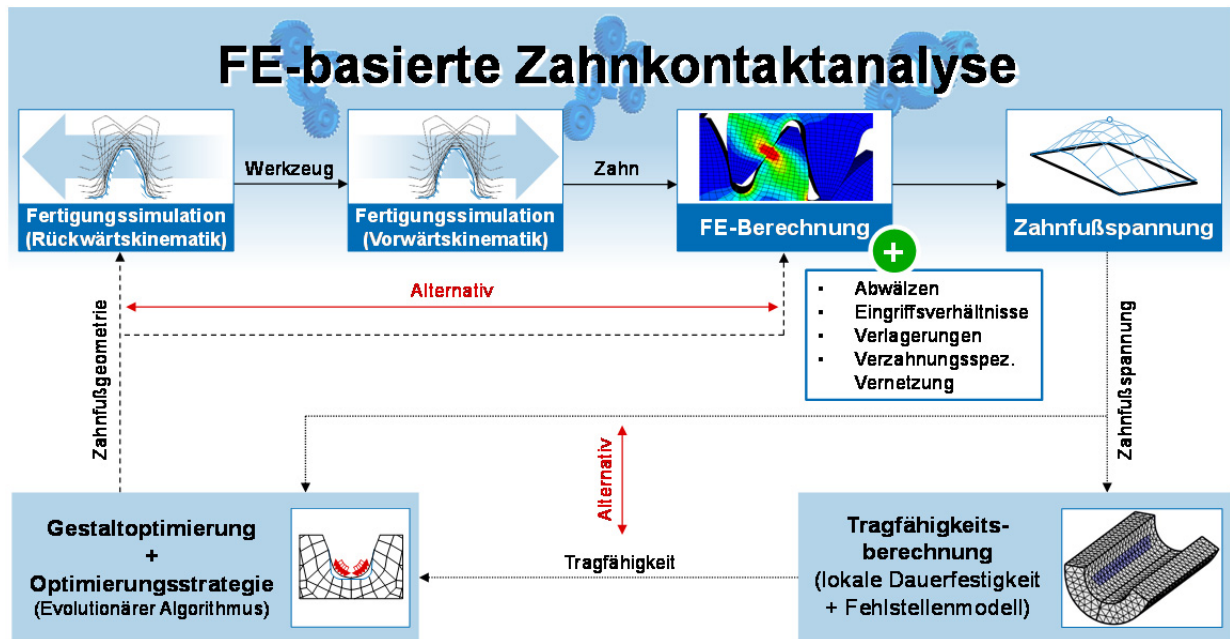 FE-basierte Zahnkontaktanalyse
Werkzeug
Zahn
Fertigungssimulation
(Rückwärtskinematik)
Fertigungssimulation
(Vorwärtskinematik)
FE-Berechnung
Zahnfußspannung
+
▪ Abwälzen
▪ Eingriffsverhältnisse
▪ Verlagerungen
▪ Verzahnungsspez.
Vernetzung
Alternativ
Zahnfußgeometrie
Zahnfußspannung
Alternativ
Gestaltoptimierung
+
Optimierungsstrategie
(Evolutionärer Algorithmus)
Tragfähigkeit
Tragfähigkeits-
berechnung
(lokale Dauerfestigkeit
+ Fehlstellenmodell)